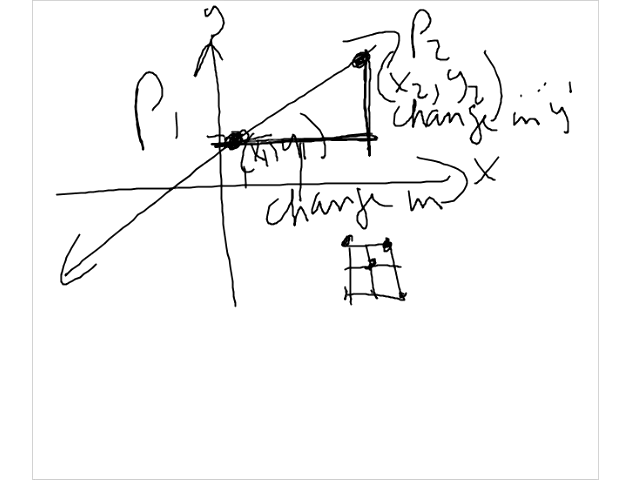 y
P2
P1
(x2, y2)
change in y
(x1, y1)
x
change in